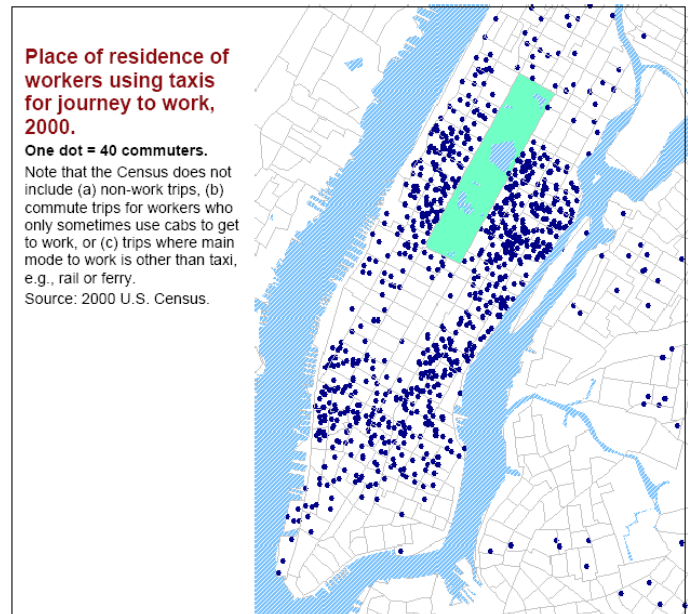 Place of residence of
workers using taxis
for journey to work,
2000.
One dot = 40 commuters.
Note that the Census does not
include (a) non-work trips, (b)
commute trips for workers who
only sometimes use cabs to get
to work, or (c) trips where main
mode to work is other than taxi,
e.g., rail or ferry.
Source: 2000 U.S. Census.